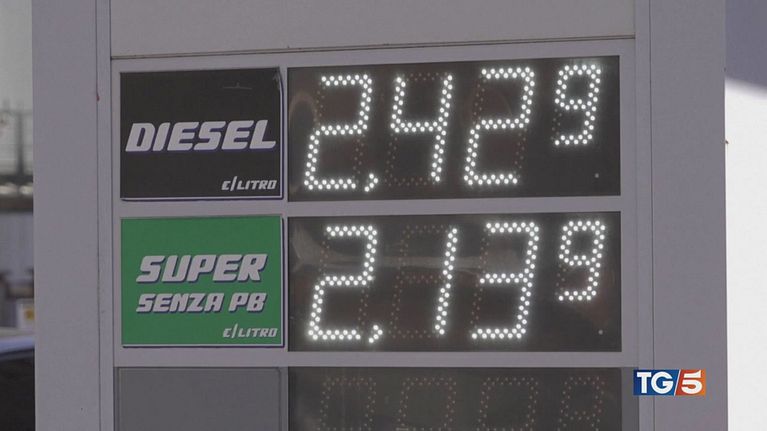 DIESEL
€/LITRO
2,429
SUPER
SENZA PB
€/LITRO
2,139
TG5